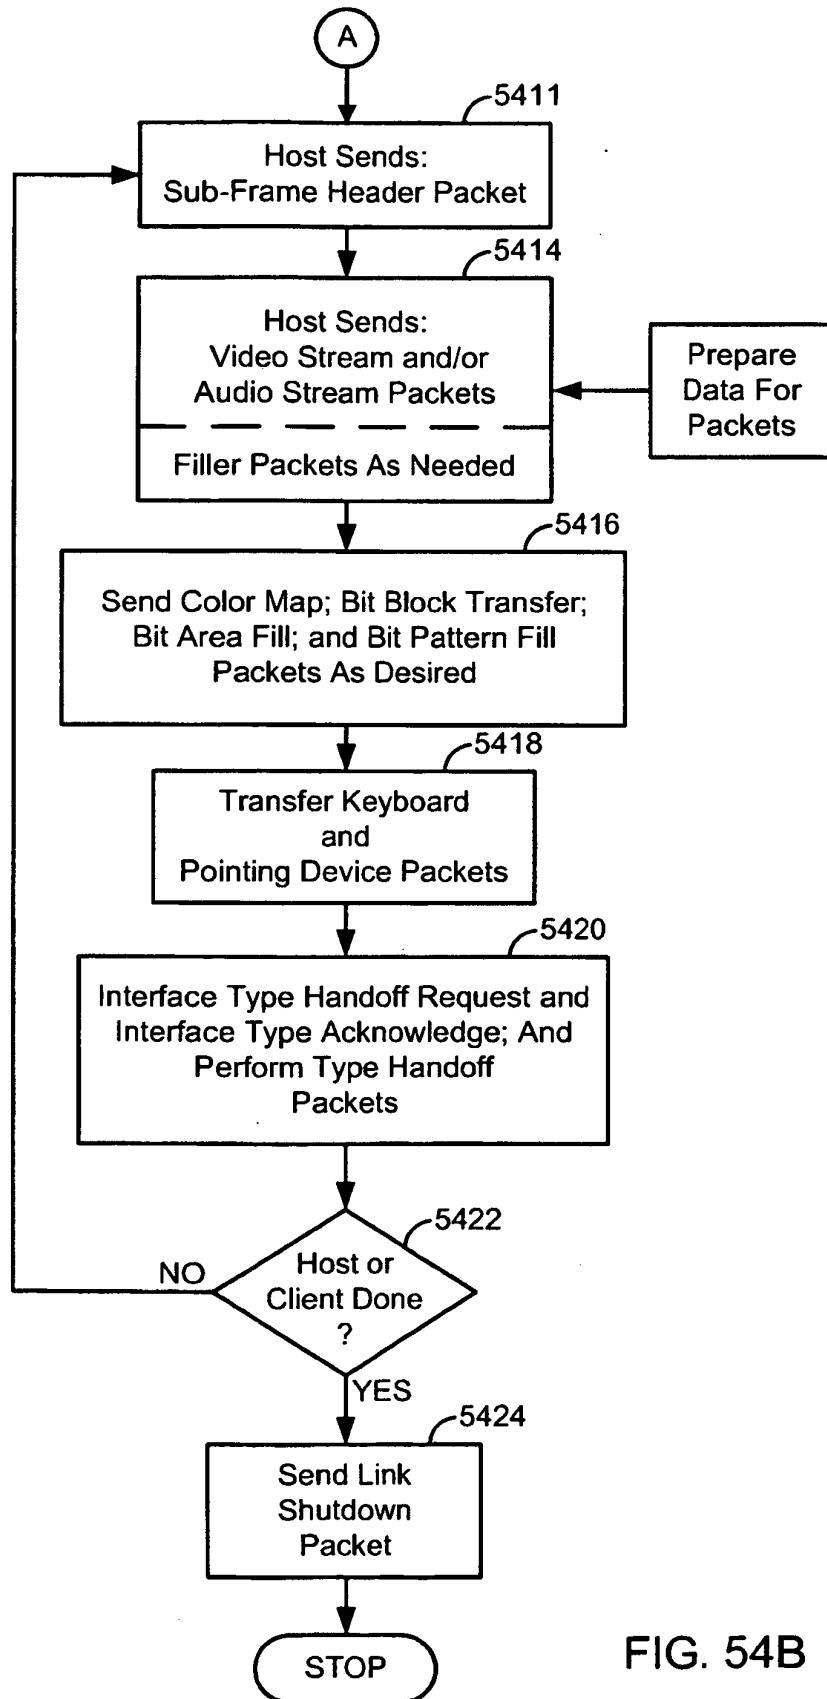 A
5411
Host Sends:
Sub-Frame Header Packet
5414
Host Sends:
Video Stream and/or
Audio Stream Packets
Filler Packets As Needed
Prepare
Data For
Packets
5416
Send Color Map; Bit Block Transfer;
Bit Area Fill; and Bit Pattern Fill
Packets As Desired
5418
Transfer Keyboard
and
Pointing Device Packets
5420
Interface Type Handoff Request and
Interface Type Acknowledge; And
Perform Type Handoff
Packets
5422
Host or
Client Done
?
NO
YES
5424
Send Link
Shutdown
Packet
STOP
FIG. 54B